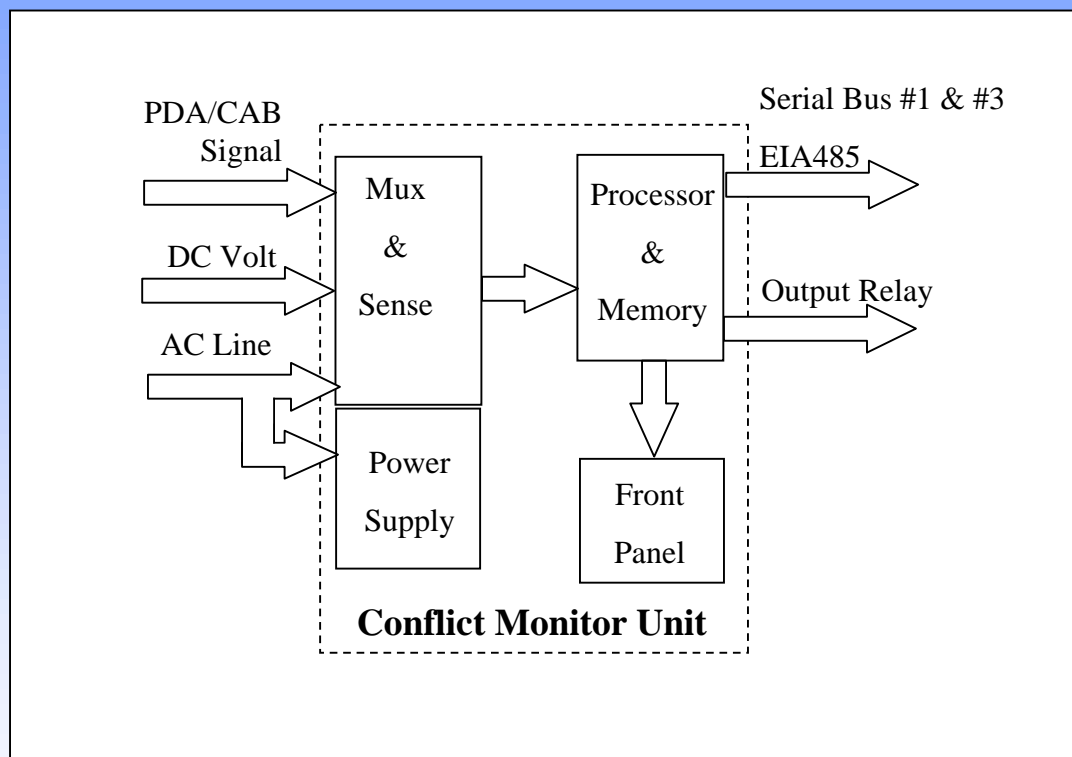 PDA/CAB
Signal
DC Volt
AC Line
Mux
&
Sense
Power
Supply
Processor
&
Memory
Front
Panel
Serial Bus #1 & #3
EIA485
Output Relay
Conflict Monitor Unit